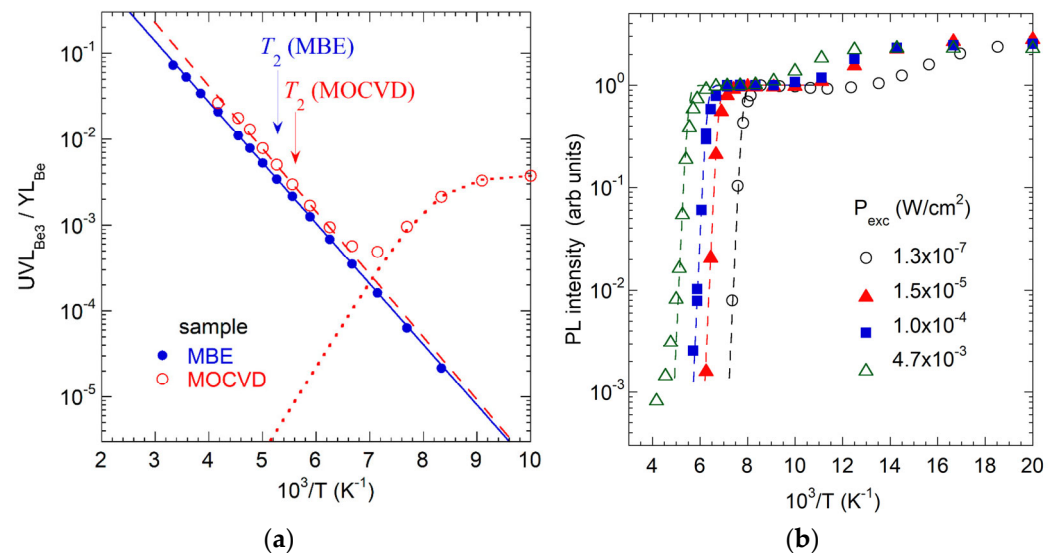 10⁰
10⁻¹
10⁻²
10⁻³
10⁻⁴
10⁻⁵
UVL_Be3 / YL_Be
T₂ (MBE)
T₂ (MOCVD)
sample
MBE
MOCVD
2 3 4 5 6 7 8 9 10
10³/T (K⁻¹)
(a)
10⁰
10⁻¹
10⁻²
10⁻³
PL intensity (arb units)
P_exc (W/cm²)
1.3x10⁻⁷
1.5x10⁻⁵
1.0x10⁻⁴
4.7x10⁻³
4 6 8 10 12 14 16 18 20
10³/T (K⁻¹)
(b)